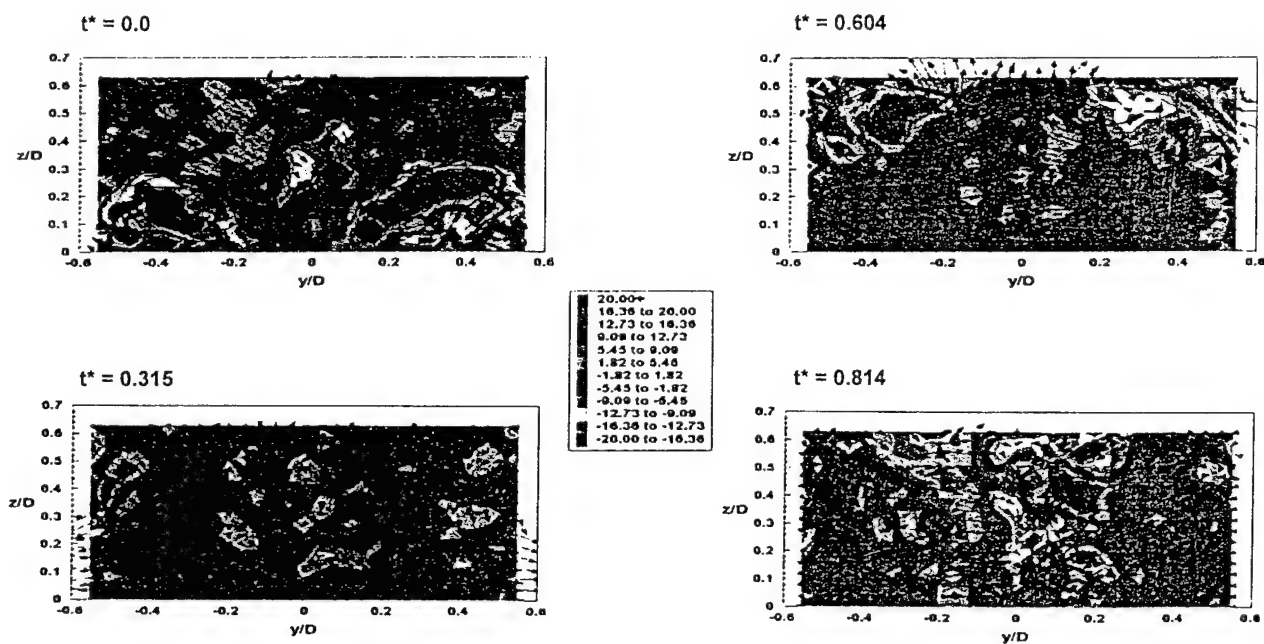 t* = 0.0
0.7
0.6
0.5
0.4
z/D
0.3
0.2
0.1
0
-0.6 -0.4 -0.2 0 0.2 0.4 0.6
y/D
t* = 0.604
0.7
0.6
0.5
0.4
z/D
0.3
0.2
0.1
0
-0.6 -0.4 -0.2 0 0.2 0.4 0.6
y/D
20.00+
16.36 to 20.00
12.73 to 16.36
9.09 to 12.73
5.45 to 9.09
1.82 to 5.45
-1.82 to 1.82
-5.45 to -1.82
-9.09 to -5.45
-12.73 to -9.09
-16.36 to -12.73
-20.00 to -16.36
t* = 0.315
0.7
0.6
0.5
0.4
z/D
0.3
0.2
0.1
0
-0.6 -0.4 -0.2 0 0.2 0.4 0.6
y/D
t* = 0.814
0.7
0.6
0.5
0.4
z/D
0.3
0.2
0.1
0
-0.6 -0.4 -0.2 0 0.2 0.4 0.6
y/D